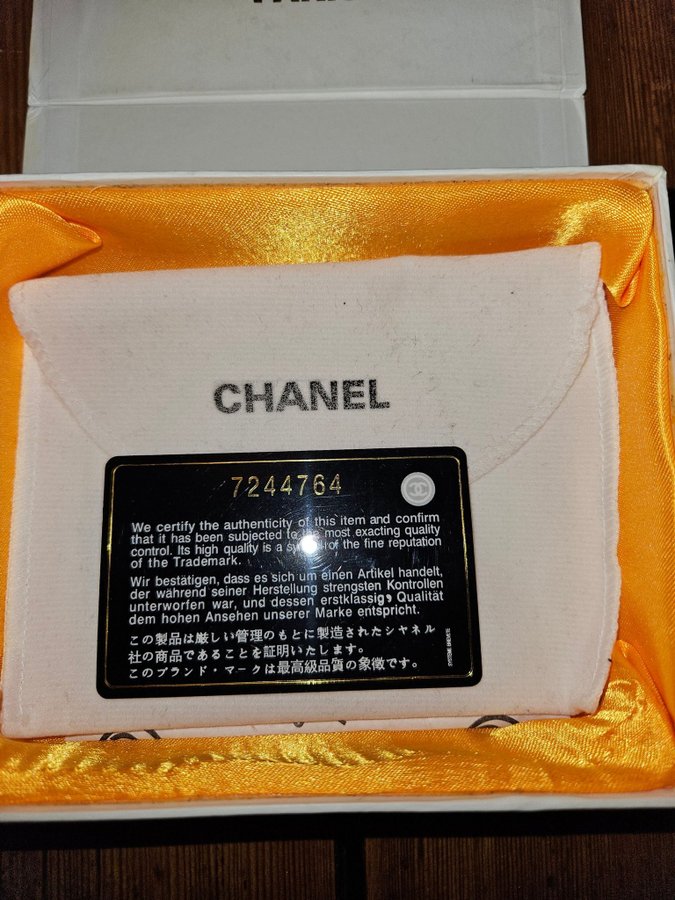 CHANEL
7244764
We certify the authenticity of this item and confirm
that it has been subjected to the most exacting quality
control. Its high quality is a of the fine reputation
of the Trademark.
Wir bestätigen, dass es sich um einen Artikel handelt,
der während seiner Herstellung strengsten Kontrollen
unterworfen war, und dessen erstklassig, Qualität
dem hohen Ansehen unserer Marke entspricht.
この製品は厳しい管理のもとに製造されたシャネル
社の商品であることを証明いたします。
このブランド・マークは最高級品質の象徴です。